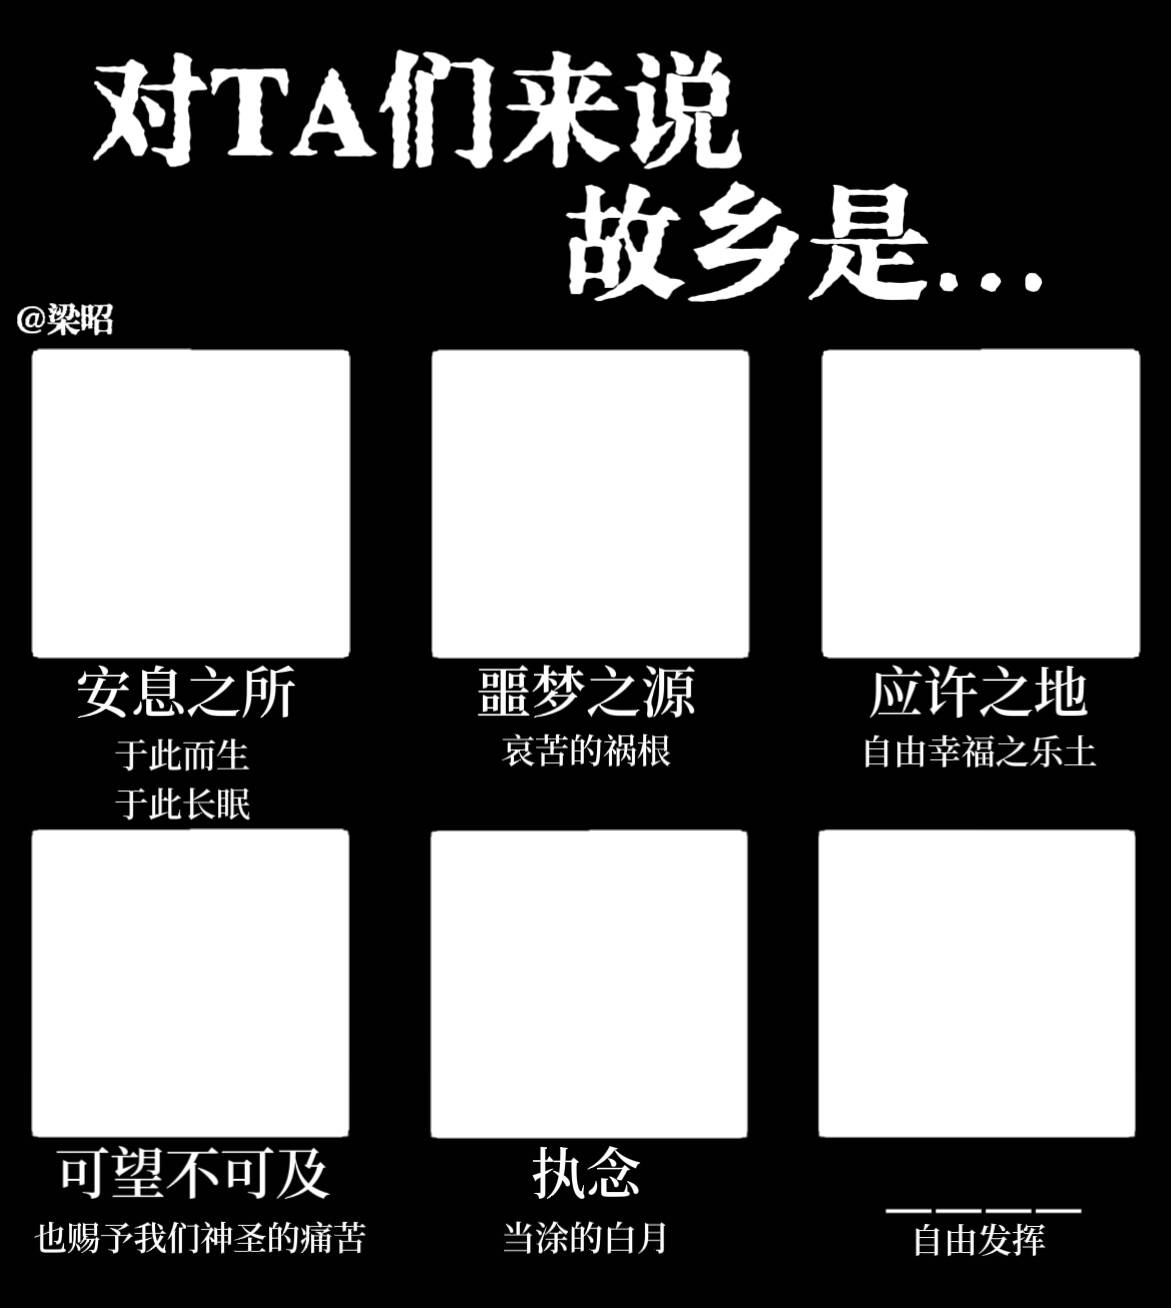 对TA们来说
故乡是...
@梁昭
安息之所
于此而生
于此长眠
噩梦之源
哀苦的祸根
应许之地
自由幸福之乐土
可望不可及
也赐予我们神圣的痛苦
执念
当涂的白月
____
自由发挥